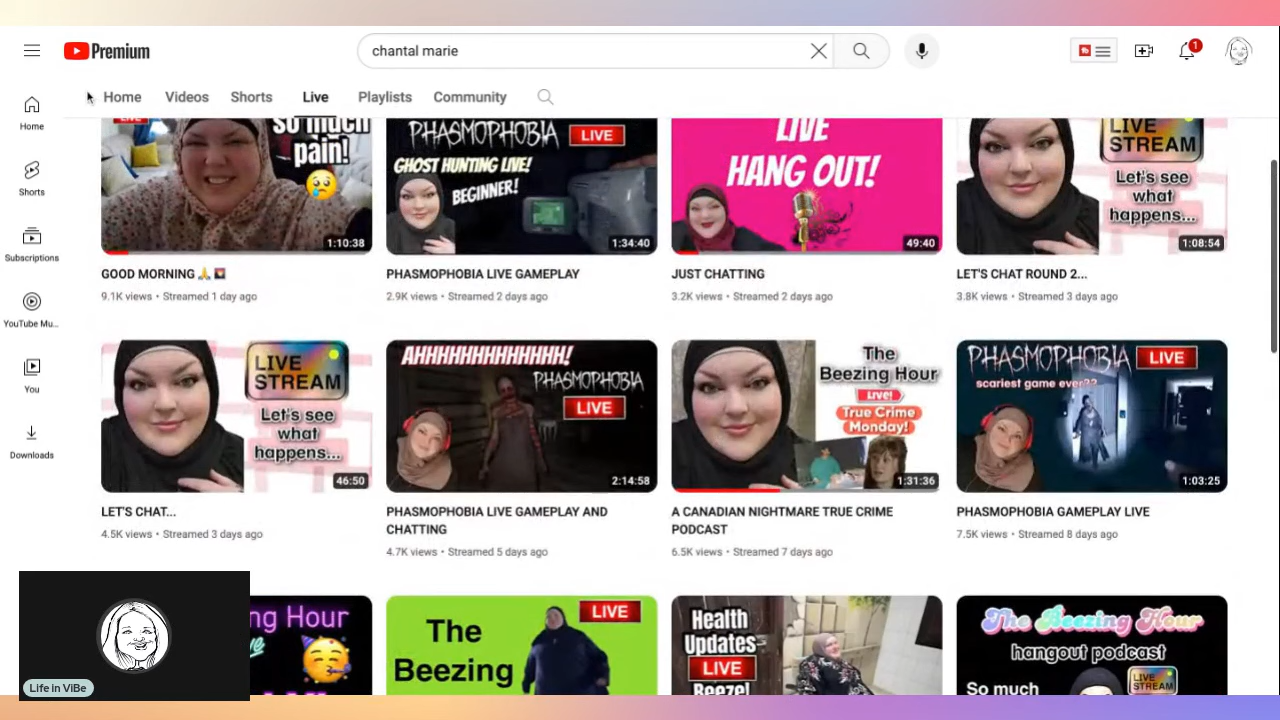 Premium
chantal marie
1
Home
Videos
Shorts
Live
Playlists
Community
Home
Shorts
Subscriptions
YouTube Mu...
You
Downloads
LIVE
SO much
pain!
1:10:38
GOOD MORNING 🙏 🌅
9.1K views • Streamed 1 day ago
PHASMOPHOBIA LIVE
GHOST HUNTING LIVE!
BEGINNER!
1:34:40
PHASMOPHOBIA LIVE GAMEPLAY
2.9K views • Streamed 2 days ago
LIVE
HANG OUT!
49:40
JUST CHATTING
3.2K views • Streamed 2 days ago
LIVE
STREAM
Let's see
what
happens...
1:08:54
LET'S CHAT ROUND 2...
3.8K views • Streamed 3 days ago
LIVE
STREAM
Let's see
what
happens...
46:50
LET'S CHAT...
4.5K views • Streamed 3 days ago
AHHHHHHHHHHHH!
PHASMOPHOBIA
LIVE
2:14:58
PHASMOPHOBIA LIVE GAMEPLAY AND
CHATTING
4.7K views • Streamed 5 days ago
The
Beezing Hour
Live!
True Crime
Monday!
1:31:36
A CANADIAN NIGHTMARE TRUE CRIME
PODCAST
6.5K views • Streamed 7 days ago
PHASMOPHOBIA LIVE
scariest game ever??
1:03:25
PHASMOPHOBIA GAMEPLAY LIVE
7.5K views • Streamed 8 days ago
ng Hour
The
Beezing
LIVE
Health
Updates
LIVE
Beeze!
The Beezing Hour
hangout podcast
LIVE
STREAM
So much
Life in ViBe